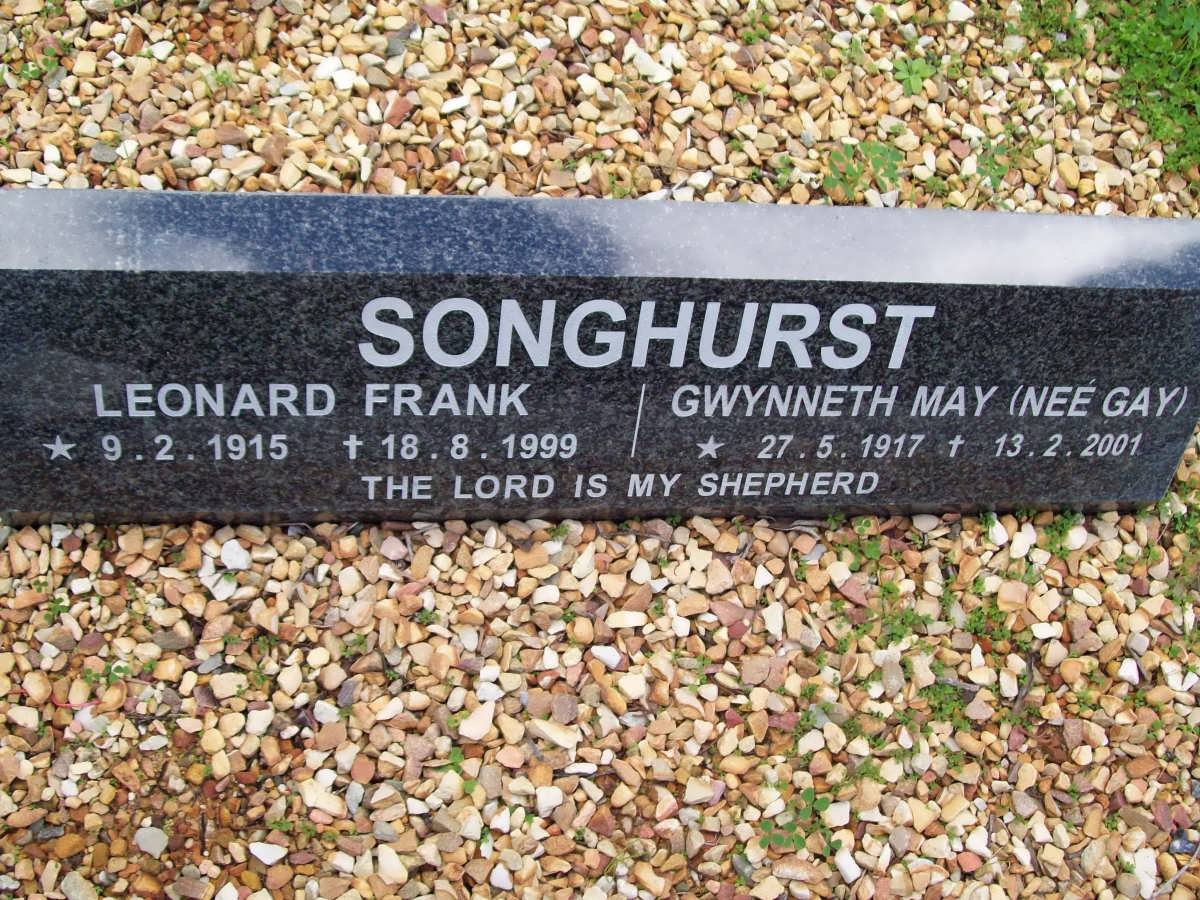 SONGHURST
LEONARD FRANK
★ 9.2.1915 ✝ 18.8.1999
GWYNNETH MAY (NEÉ GAY)
★ 27.5.1917 ✝ 13.2.2001
THE LORD IS MY SHEPHERD